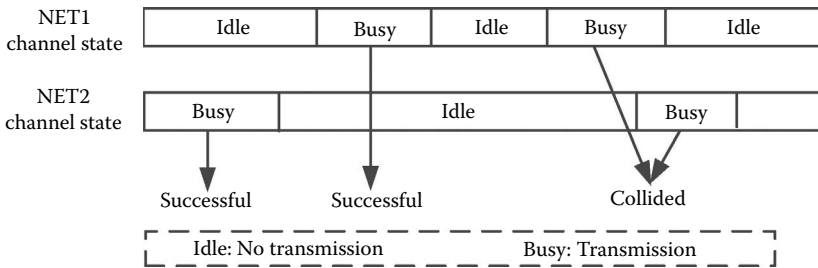 NET1
channel state
Idle
Busy
Idle
Busy
Idle
NET2
channel state
Busy
Idle
Busy
Successful
Successful
Collided
Idle: No transmission
Busy: Transmission